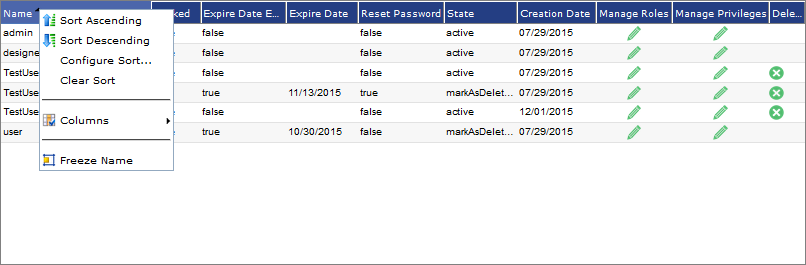 Name ked Expire Date E... Expire Date Reset Password State Creation Date Manage Roles Manage Privileges Dele...
admin false false active 07/29/2015
designe false false active 07/29/2015
TestUse false false active 07/29/2015
TestUse true 11/13/2015 true markAsDelet... 07/29/2015
TestUse false false active 12/01/2015
user true 10/30/2015 false markAsDelet... 07/29/2015
Sort Ascending
Sort Descending
Configure Sort...
Clear Sort
Columns
Freeze Name